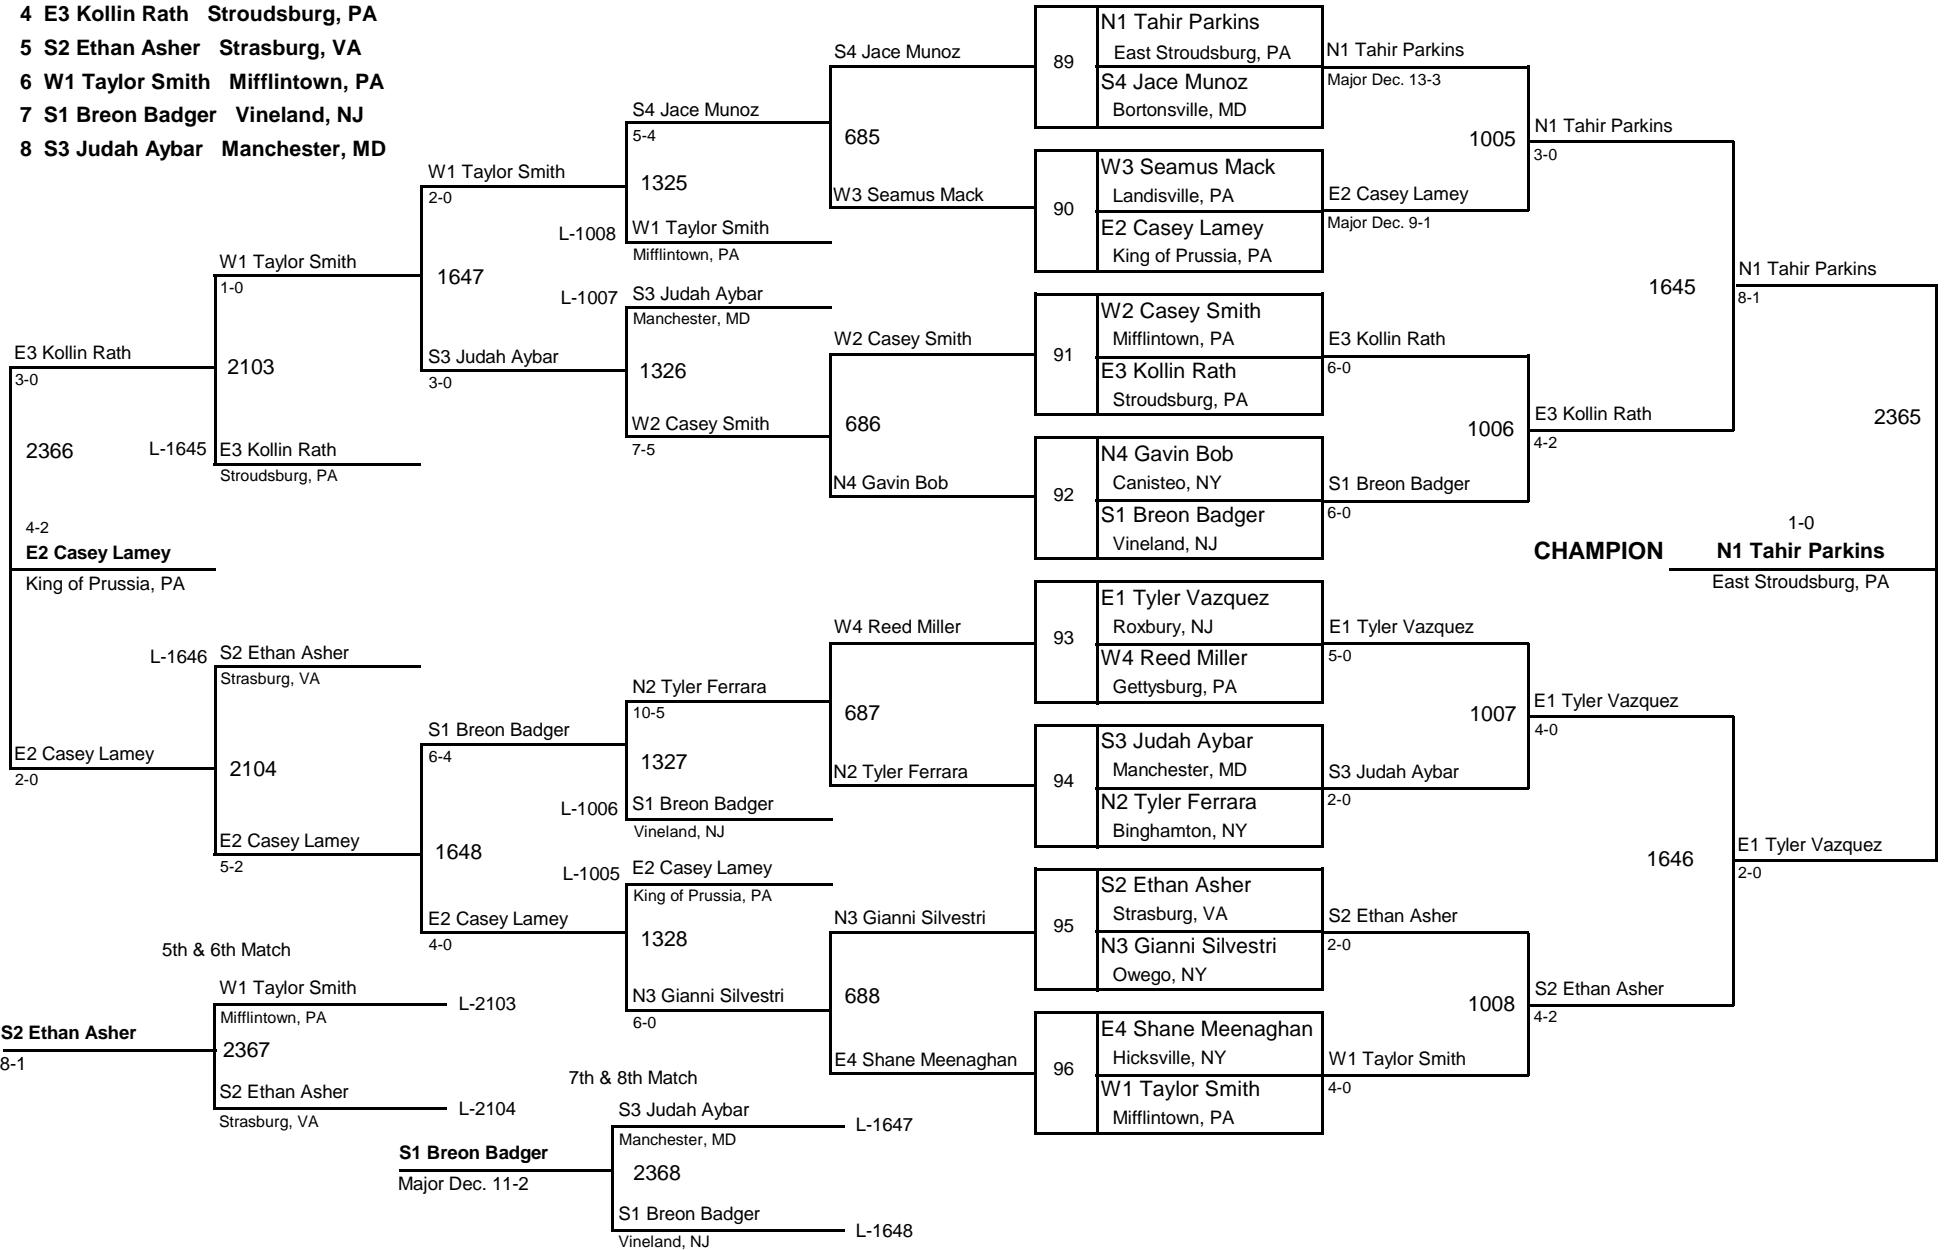 4 E3 Kollin Rath Stroudsburg, PA
5 S2 Ethan Asher Strasburg, VA
6 W1 Taylor Smith Mifflintown, PA
7 S1 Breon Badger Vineland, NJ
8 S3 Judah Aybar Manchester, MD
E3 Kollin Rath
3-0
2366
4-2
E2 Casey Lamey
King of Prussia, PA
E2 Casey Lamey
2-0
W1 Taylor Smith
1-0
2103
L-1645
E3 Kollin Rath
Stroudsburg, PA
L-1646
S2 Ethan Asher
Strasburg, VA
2104
E2 Casey Lamey
5-2
5th & 6th Match
W1 Taylor Smith
L-2103
Mifflintown, PA
S2 Ethan Asher
8-1
2367
S2 Ethan Asher
L-2104
Strasburg, VA
W1 Taylor Smith
2-0
1647
S3 Judah Aybar
3-0
S1 Breon Badger
6-4
1648
E2 Casey Lamey
4-0
7th & 8th Match
S3 Judah Aybar
L-1647
Manchester, MD
S1 Breon Badger
Major Dec. 11-2
2368
S1 Breon Badger
L-1648
Vineland, NJ
S4 Jace Munoz
5-4
1325
L-1008
W1 Taylor Smith
Mifflintown, PA
L-1007
S3 Judah Aybar
Manchester, MD
1326
W2 Casey Smith
7-5
N2 Tyler Ferrara
10-5
1327
L-1006
S1 Breon Badger
Vineland, NJ
L-1005
E2 Casey Lamey
King of Prussia, PA
1328
N3 Gianni Silvestri
6-0
S4 Jace Munoz
685
W3 Seamus Mack
W2 Casey Smith
686
N4 Gavin Bob
W4 Reed Miller
687
N2 Tyler Ferrara
N3 Gianni Silvestri
688
E4 Shane Meenaghan
N1 Tahir Parkins
East Stroudsburg, PA
89
S4 Jace Munoz
Bortonsville, MD
W3 Seamus Mack
Landisville, PA
90
E2 Casey Lamey
King of Prussia, PA
W2 Casey Smith
Mifflintown, PA
91
E3 Kollin Rath
Stroudsburg, PA
N4 Gavin Bob
Canisteo, NY
92
S1 Breon Badger
Vineland, NJ
E1 Tyler Vazquez
Roxbury, NJ
93
W4 Reed Miller
Gettysburg, PA
S3 Judah Aybar
Manchester, MD
94
N2 Tyler Ferrara
Binghamton, NY
S2 Ethan Asher
Strasburg, VA
95
N3 Gianni Silvestri
Owego, NY
E4 Shane Meenaghan
Hicksville, NY
96
W1 Taylor Smith
Mifflintown, PA
N1 Tahir Parkins
Major Dec. 13-3
1005
E2 Casey Lamey
Major Dec. 9-1
E3 Kollin Rath
6-0
1006
S1 Breon Badger
6-0
E1 Tyler Vazquez
5-0
1007
S3 Judah Aybar
2-0
S2 Ethan Asher
2-0
1008
W1 Taylor Smith
4-0
N1 Tahir Parkins
3-0
1645
E3 Kollin Rath
4-2
E1 Tyler Vazquez
4-0
1646
S2 Ethan Asher
4-2
N1 Tahir Parkins
8-1
2365
1-0
CHAMPION N1 Tahir Parkins
East Stroudsburg, PA
E1 Tyler Vazquez
2-0